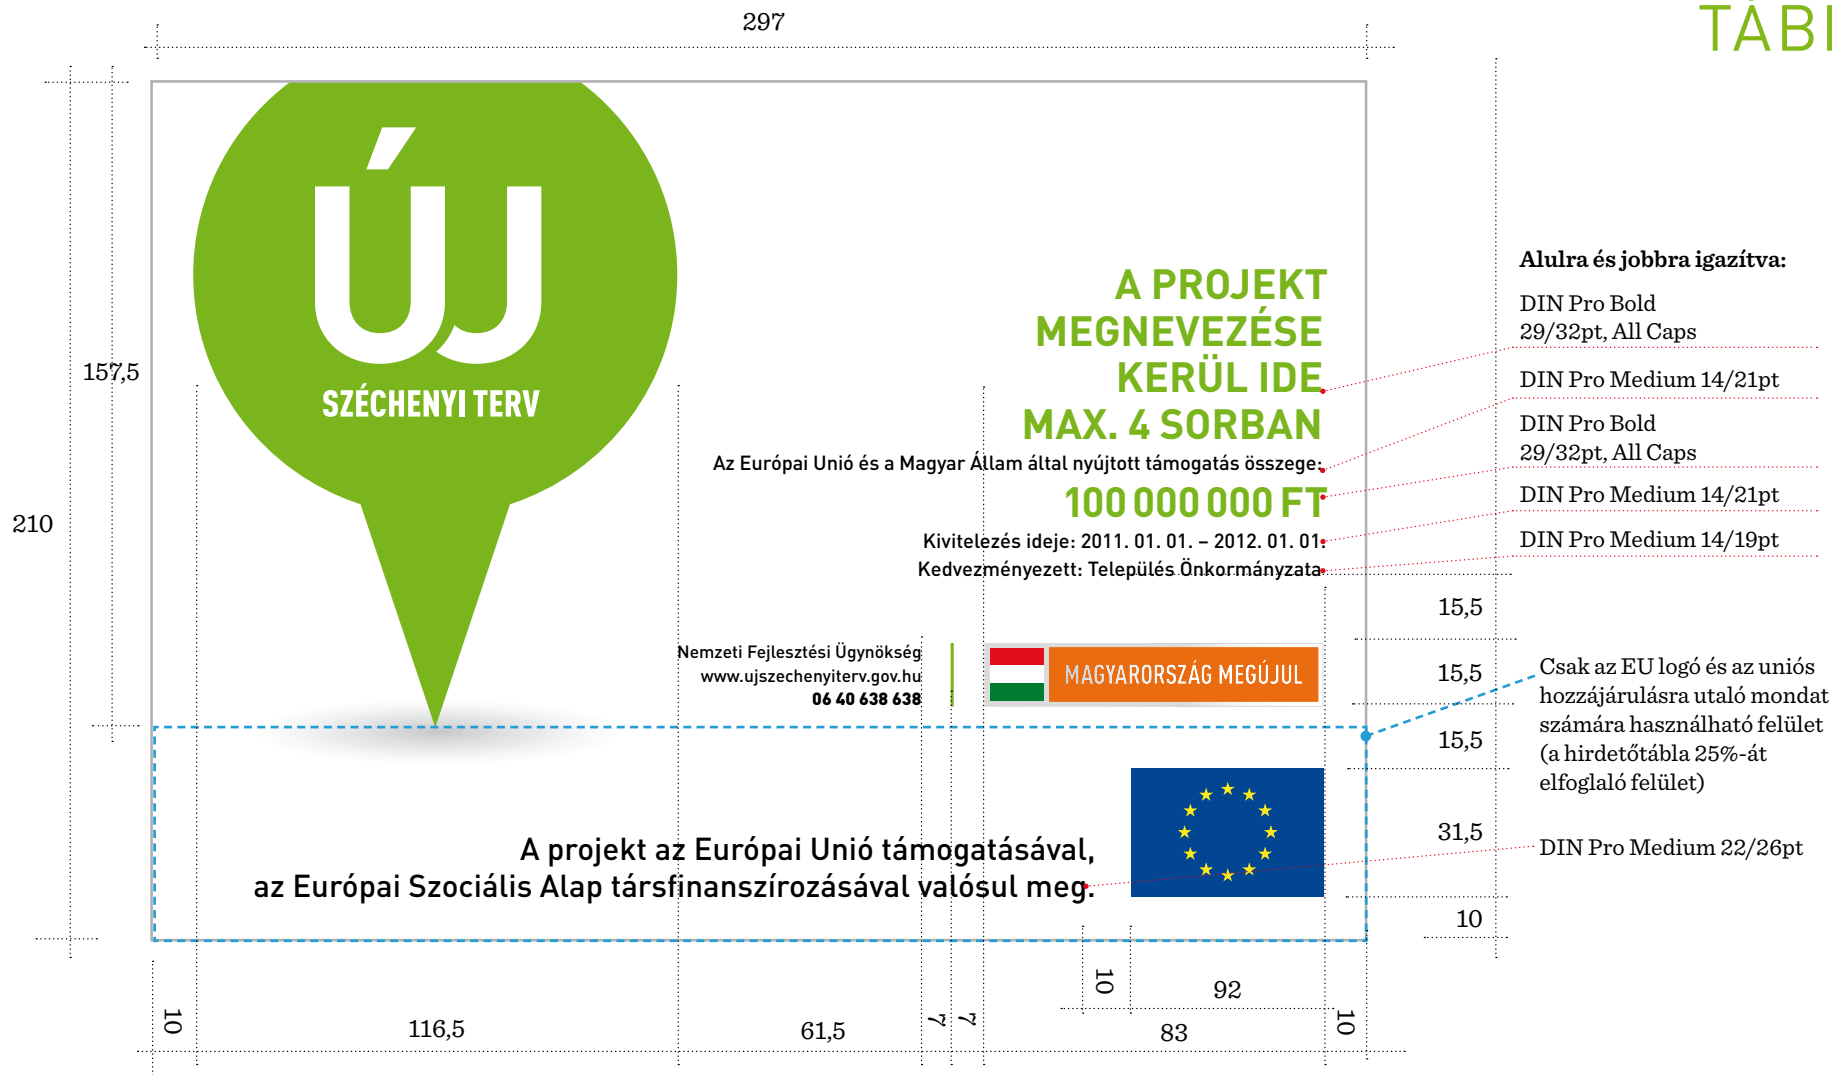 297
ÚJ
SZÉCHENYI TERV
157,5
210
A PROJEKT
MEGNEVEZÉSE
KERÜL IDE
MAX. 4 SORBAN
Az Európai Unió és a Magyar Állam által nyújtott támogatás összege:
100 000 000 FT
Kivitelezés ideje: 2011. 01. 01. – 2012. 01. 01.
Kedvezményezett: Település Önkormányzata
Nemzeti Fejlesztési Ügynökség
www.ujszechenyiterv.gov.hu
06 40 638 638
MAGYARORSZÁG MEGÚJUL
A projekt az Európai Unió támogatásával,
az Európai Szociális Alap társfinanszírozásával valósul meg.
Alulra és jobbra igazítva:
DIN Pro Bold
29/32pt, All Caps
DIN Pro Medium 14/21pt
DIN Pro Bold
29/32pt, All Caps
DIN Pro Medium 14/21pt
DIN Pro Medium 14/19pt
15,5
15,5
15,5
31,5
10
Csak az EU logó és az uniós
hozzájárulásra utaló mondat
számára használható felület
(a hirdetőtábla 25%-át
elfoglaló felület)
DIN Pro Medium 22/26pt
10
92
10
116,5
61,5
7
7
83
10